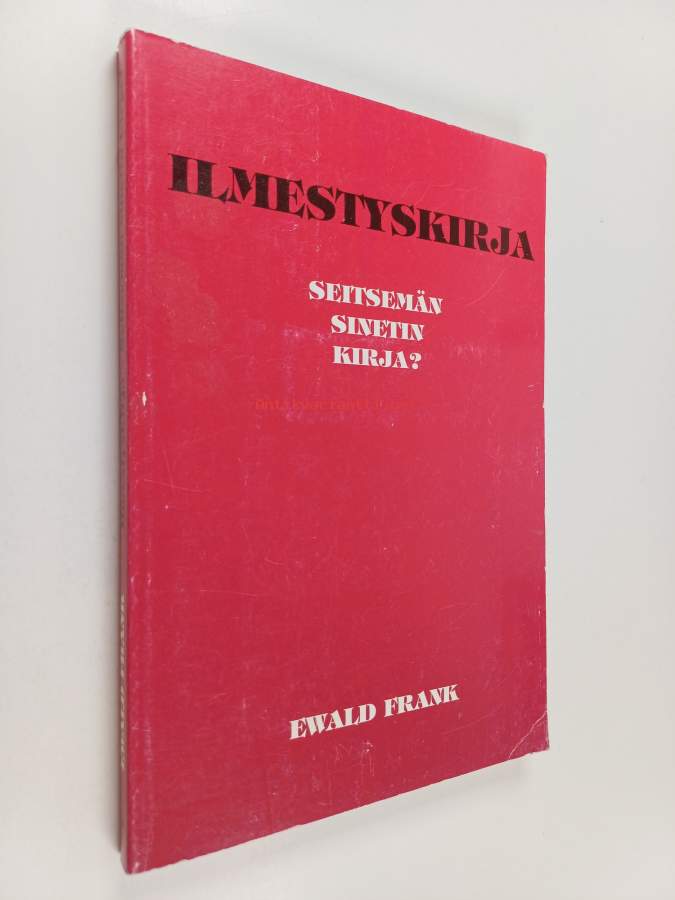 ILMESTYSKIRJA
SEITSEMÄN
SINETIN
KIRJA?
EWALD FRANK